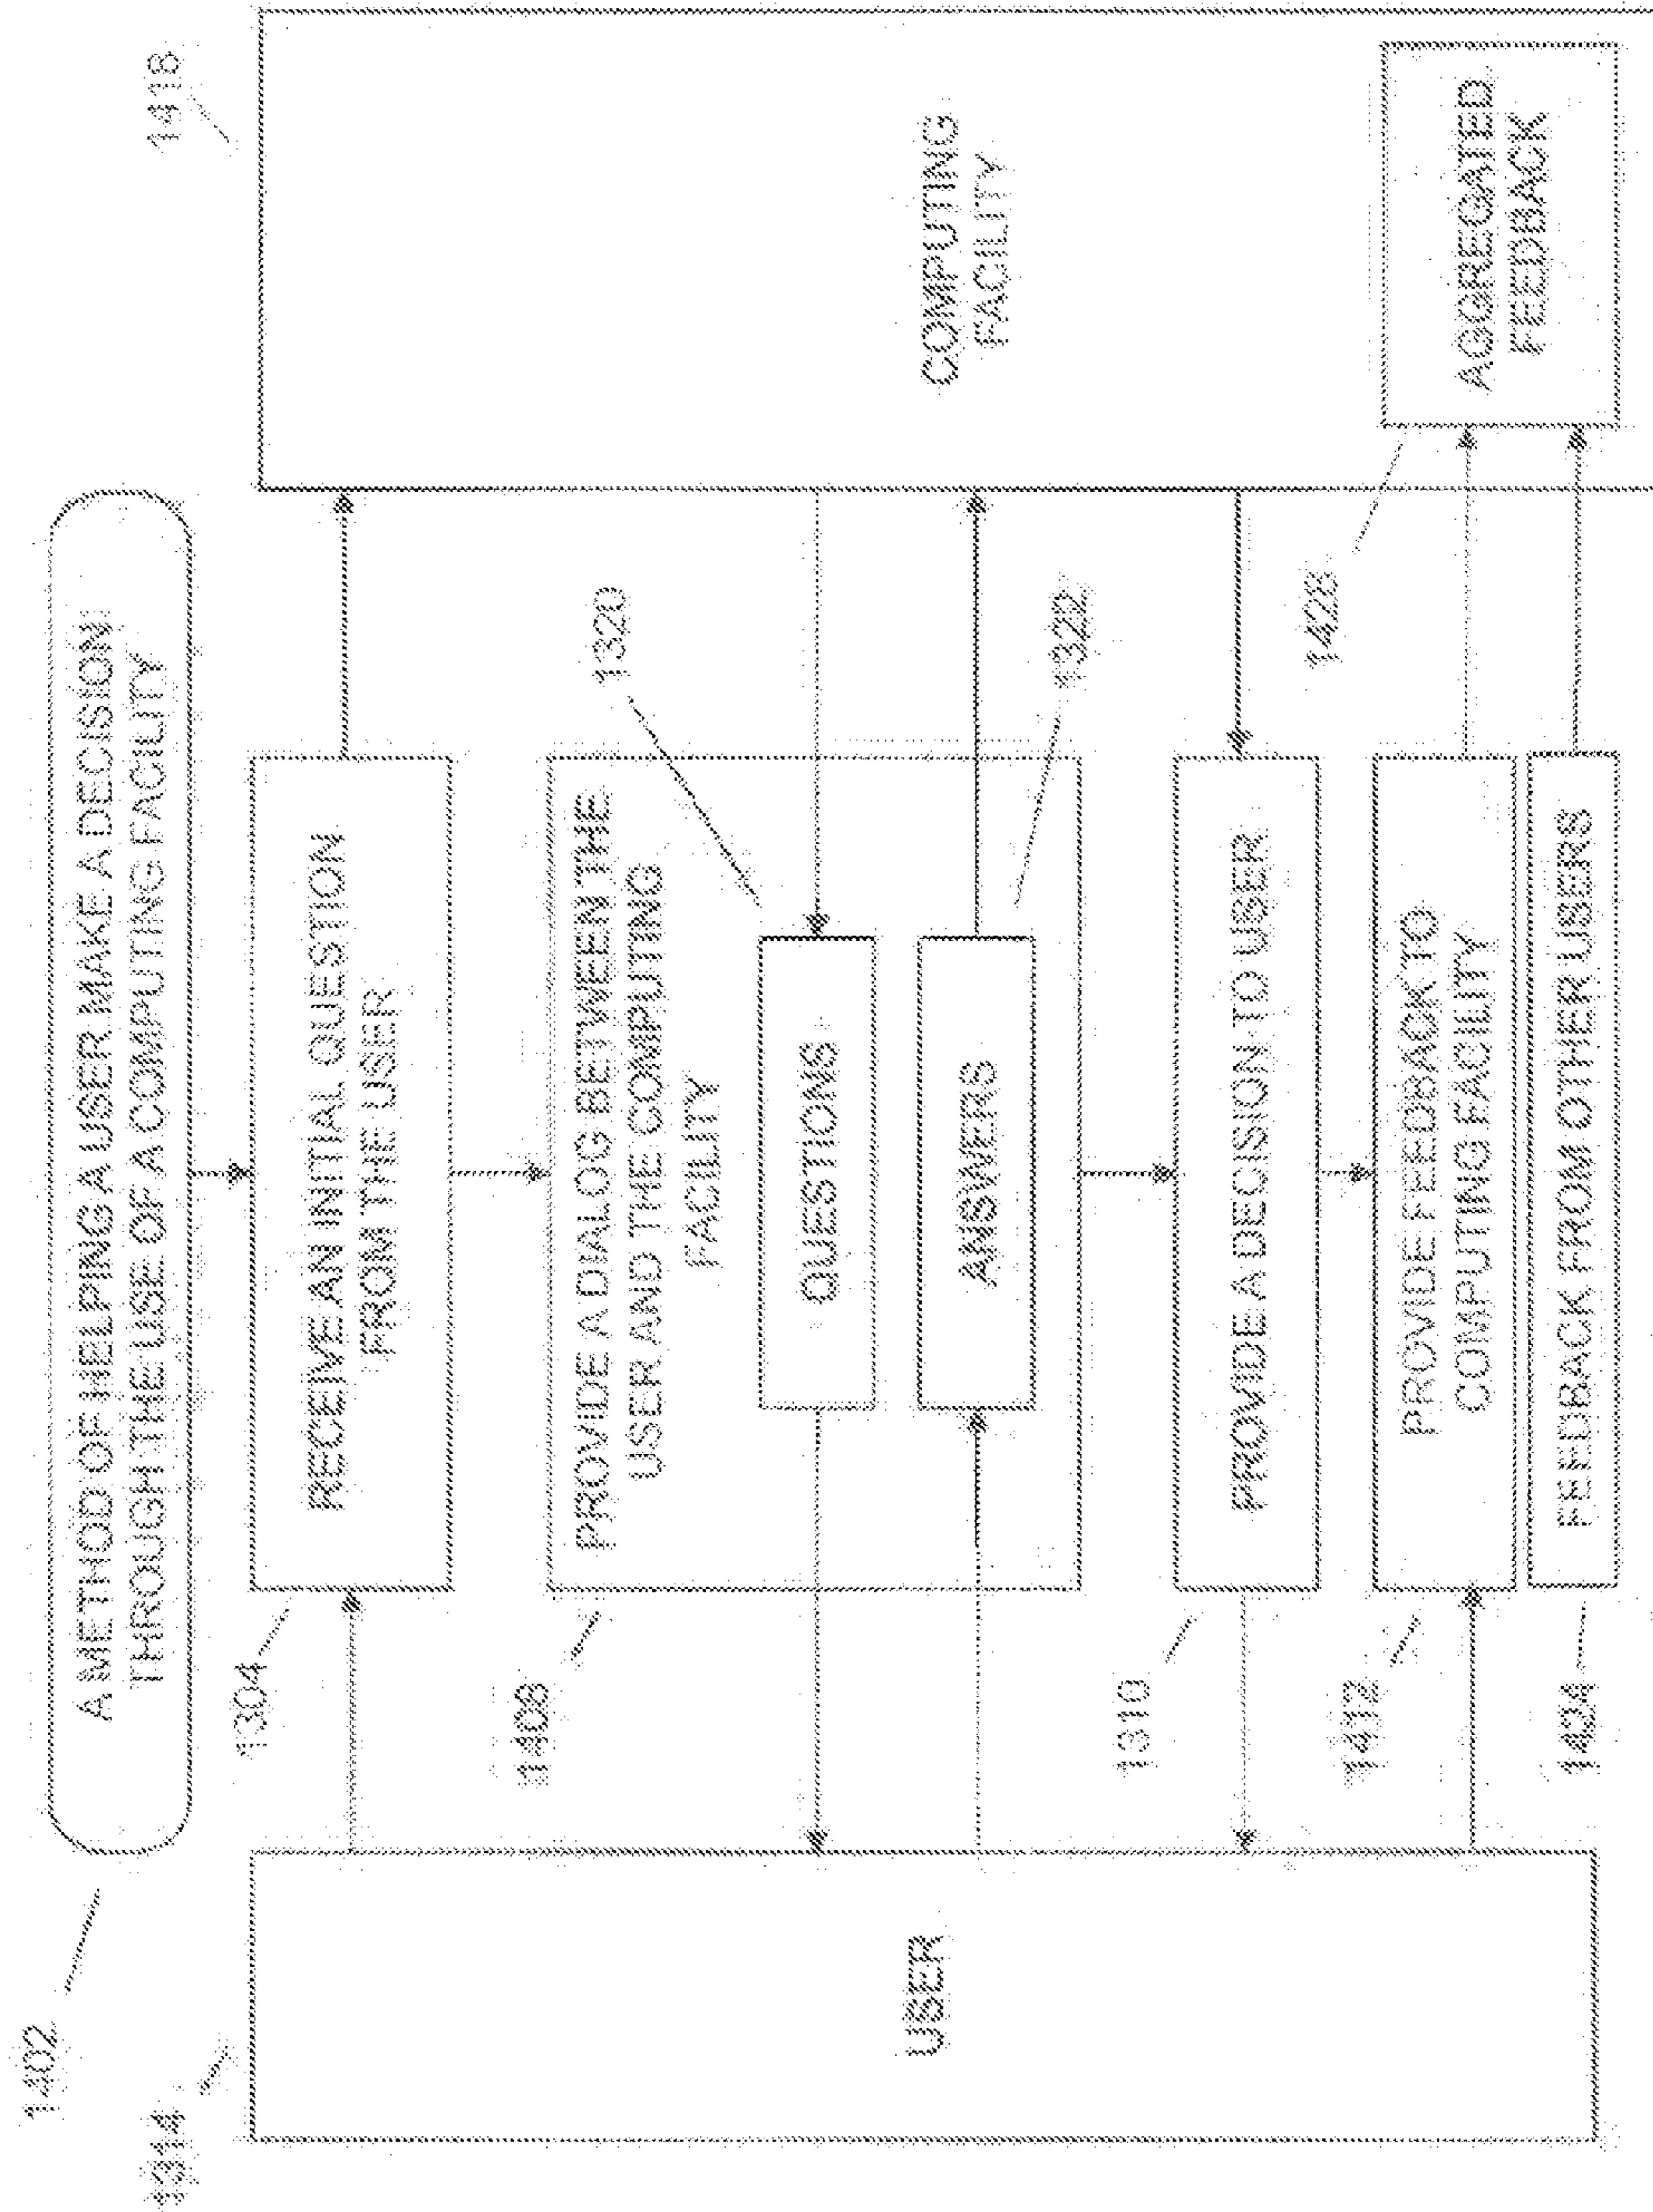 1402
A METHOD OF HELPING A USER MAKE A DECISION
THROUGH THE USE OF A COMPUTING FACILITY
1314
1416
USER
1304
RECEIVE AN INITIAL QUESTION
FROM THE USER
1408
PROVIDE A DIALOG BETWEEN THE
USER AND THE COMPUTING
FACILITY
1320
QUESTIONS
ANSWERS
1322
COMPUTING
FACILITY
1310
PROVIDE A DECISION TO USER
1412
PROVIDE FEEDBACK TO
COMPUTING FACILITY
1428
AGGREGATED
FEEDBACK
1424
FEEDBACK FROM OTHER USERS